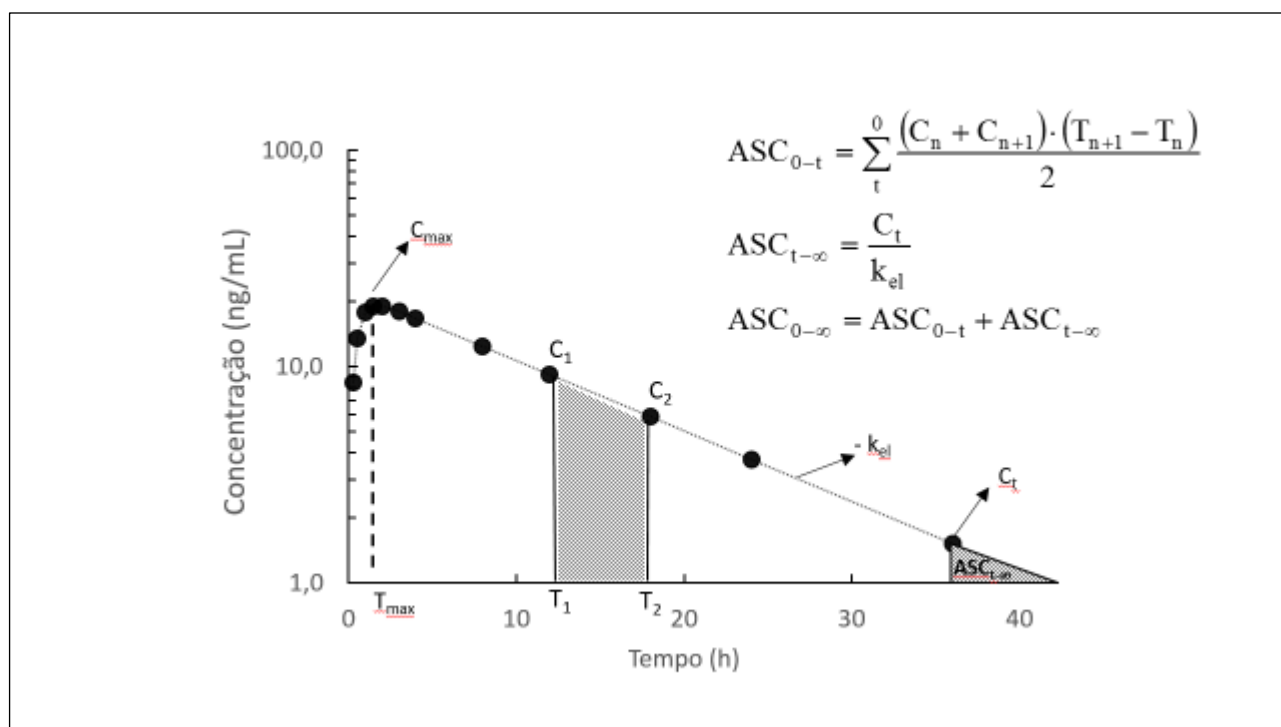 ASC₀₋ₜ = ∑ₜ⁰ (Cₙ + Cₙ₊₁)·(Tₙ₊₁ − Tₙ) / 2
ASCₜ₋∞ = Cₜ / kₑₗ
ASC₀₋∞ = ASC₀₋ₜ + ASCₜ₋∞
Concentração (ng/mL)
100,0
10,0
1,0
Cmax
C₁
C₂
- kel
Cₜ
ASCₜ₋∞
Tmax
T₁
T₂
0
10
20
30
40
Tempo (h)